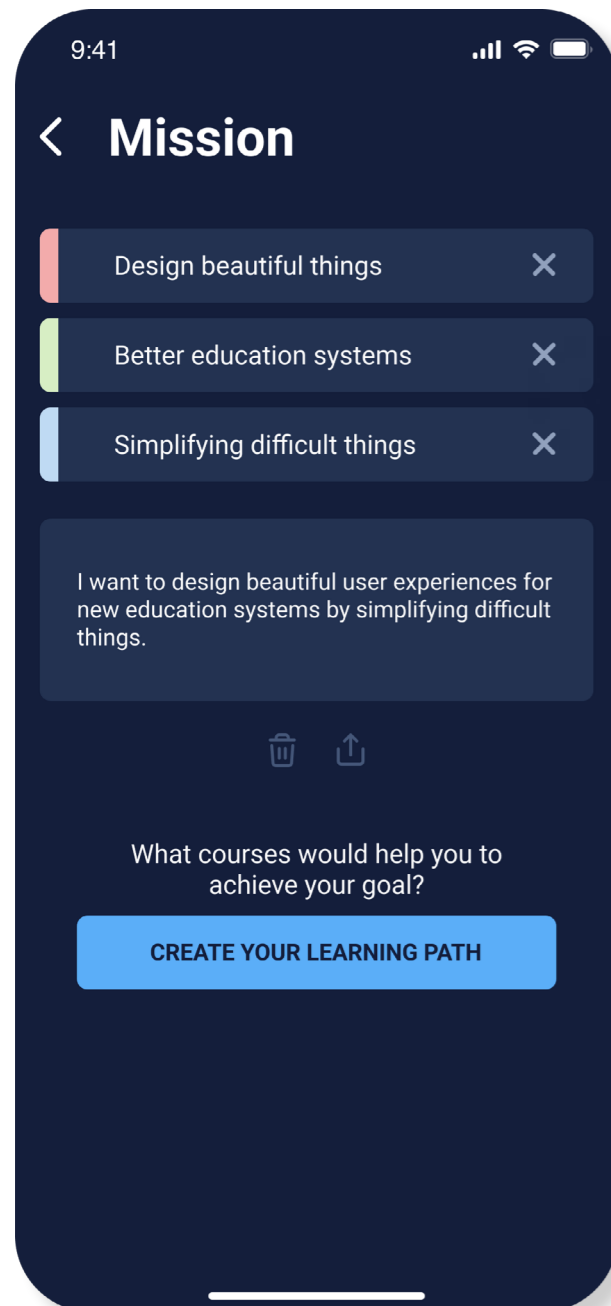 9:41
Mission
Design beautiful things
Better education systems
Simplifying difficult things
I want to design beautiful user experiences for
new education systems by simplifying difficult
things.
What courses would help you to
achieve your goal?
CREATE YOUR LEARNING PATH